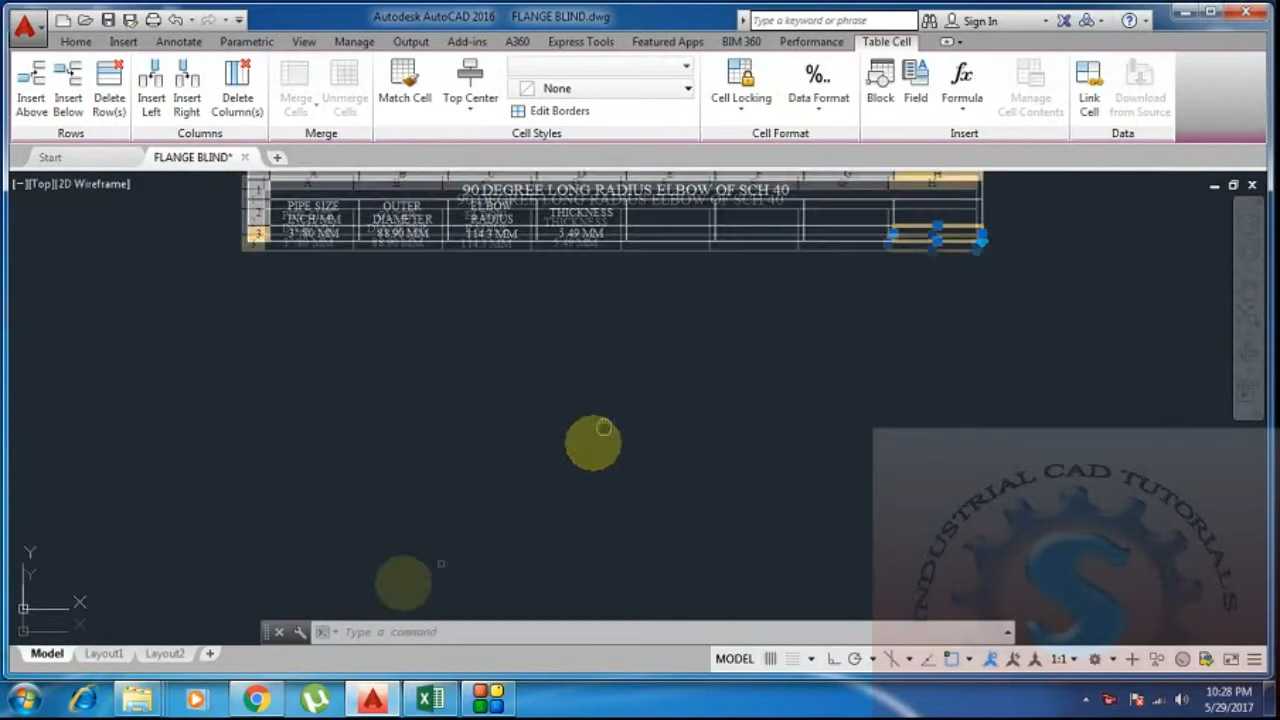 Autodesk AutoCAD 2016 FLANGE BLIND.dwg
Type a keyword or phrase
Sign In
Home Insert Annotate Parametric View Manage Output Add-ins A360 Express Tools Featured Apps BIM 360 Performance Table Cell
Insert Above
Insert Below
Delete Row(s)
Insert Left
Insert Right
Delete Column(s)
Merge Cells
Unmerge Cells
Match Cell
Top Center
None
Edit Borders
Cell Locking
%..
Data Format
Block
Field
fx
Formula
Manage Cell Contents
Link Cell
Download from Source
Rows Columns Merge Cell Styles Cell Format Insert Data
Start FLANGE BLIND*
[−][Top][2D Wireframe]
1 90 DEGREE LONG RADIUS ELBOW OF SCH 40
2 PIPE SIZE INCH/MM OUTER DIAMETER ELBOW RADIUS THICKNESS
3 3" 80 MM 88.90 MM 114.3 MM 5.49 MM
Y
X
Type a command
INDUSTRIAL CAD TUTORIALS
S
Model Layout1 Layout2
MODEL 1:1
10:28 PM
5/29/2017